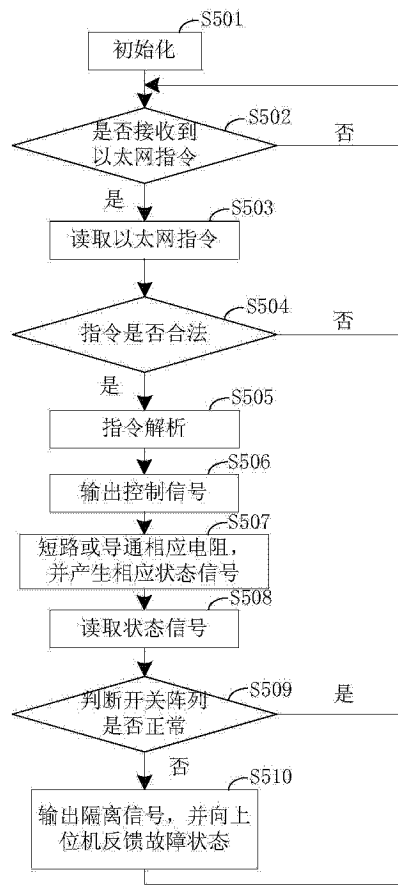 S501
初始化
S502
是否接收到
以太网指令
否
是
S503
读取以太网指令
S504
指令是否合法
否
是
S505
指令解析
S506
输出控制信号
S507
短路或导通相应电阻,
并产生相应状态信号
S508
读取状态信号
S509
判断开关阵列
是否正常
是
否
S510
输出隔离信号,并向上
位机反馈故障状态